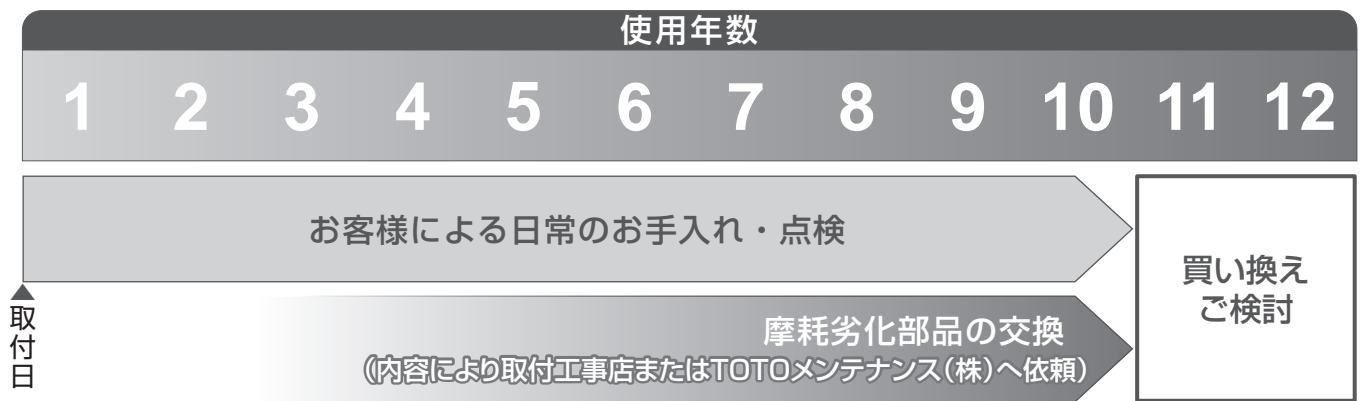 使用年数
1 2 3 4 5 6 7 8 9 10 11 12
お客様による日常のお手入れ・点検
取付日
摩耗劣化部品の交換
（内容により取付工事店またはTOTOメンテナンス（株）へ依頼）
買い換え
ご検討